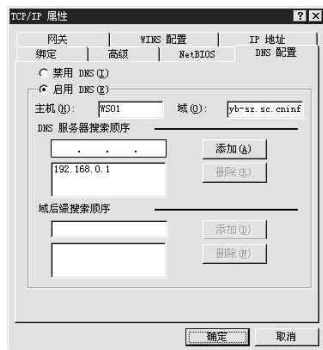 TCP/IP 属性
网关 WINS 配置 IP 地址
绑定 高级 NetBIOS DNS 配置
禁用 DNS(I)
启用 DNS(E)
主机(H): WS01 域(O): yb-sz.sc.cninf
DNS 服务器搜索顺序
. . . 添加(A)
192.168.0.1 删除(R)
域后缀搜索顺序
添加(D)
删除(M)
确定 取消